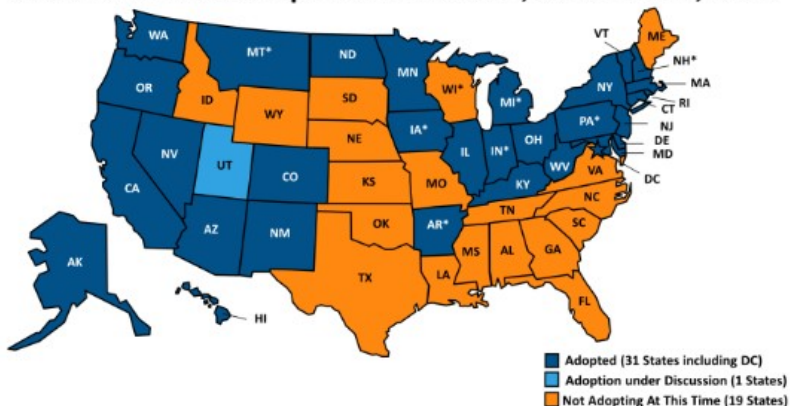 WA
MT*
ND
MN
VT
ME
NH*
OR
ID
WY
SD
WI*
MI*
NY
MA
RI
CT
NV
UT
CO
NE
IA*
IL
IN*
OH
PA*
NJ
DE
MD
DC
CA
KS
MO
KY
WV
VA
AZ
NM
OK
AR*
TN
NC
SC
TX
LA
MS
AL
GA
FL
AK
HI
Adopted (31 States including DC)
Adoption under Discussion (1 States)
Not Adopting At This Time (19 States)